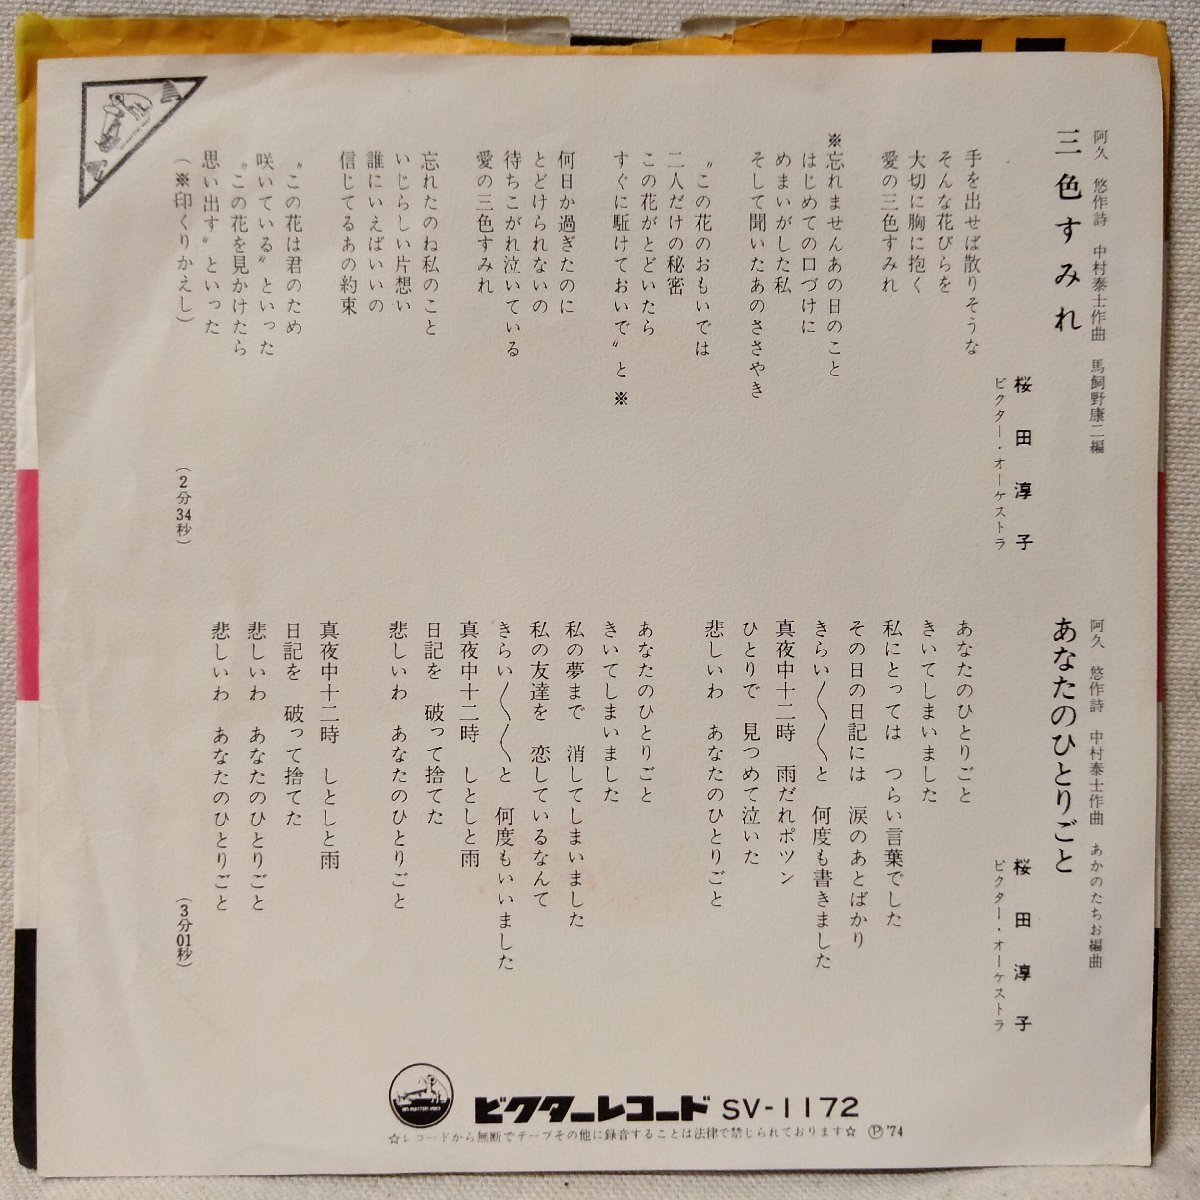 三色すみれ
阿久 悠作詩 中村泰士作曲 馬飼野康二編
桜田淳子
ビクター・オーケストラ
手を出せば散りそうな
そんな花びらを
大切に胸に抱く
愛の三色すみれ
※忘れませんあの日のこと
はじめての口づけに
めまいがした私
そして聞いたあのささやき
〝この花のおもいでは
二人だけの秘密
この花がとどいたら
すぐに駈けておいで〟と ※
何日か過ぎたのに
とどけられないの
待ちこがれ泣いている
愛の三色すみれ
忘れたのね私のこと
いじらしい片想い
誰にいえばいいの
信じてるあの約束
〝この花は君のため
咲いている〟といった
〝この花を見かけたら
思い出す〟といった
(※印くりかえし)
(2分34秒)
阿久 悠作詩 中村泰士作曲 あかのたちお編曲
あなたのひとりごと
桜田淳子
ビクター・オーケストラ
あなたのひとりごと
きいてしまいました
私にとっては つらい言葉でした
その日の日記には 涙のあとばかり
きらい〱〱と 何度も書きました
真夜中十二時 雨だれポツン
ひとりで 見つめて泣いた
悲しいわ あなたのひとりごと
あなたのひとりごと
きいてしまいました
私の夢まで 消してしまいました
私の友達を 恋しているなんて
きらい〱〱と 何度もいいました
真夜中十二時 しとしと雨
日記を 破って捨てた
悲しいわ あなたのひとりごと
真夜中十二時 しとしと雨
日記を 破って捨てた
悲しいわ あなたのひとりごと
悲しいわ あなたのひとりごと
(3分01秒)
ビクターレコード SV-1172
☆レコードから無断でテープその他に録音することは法律で禁じられております☆ Ⓟ'74